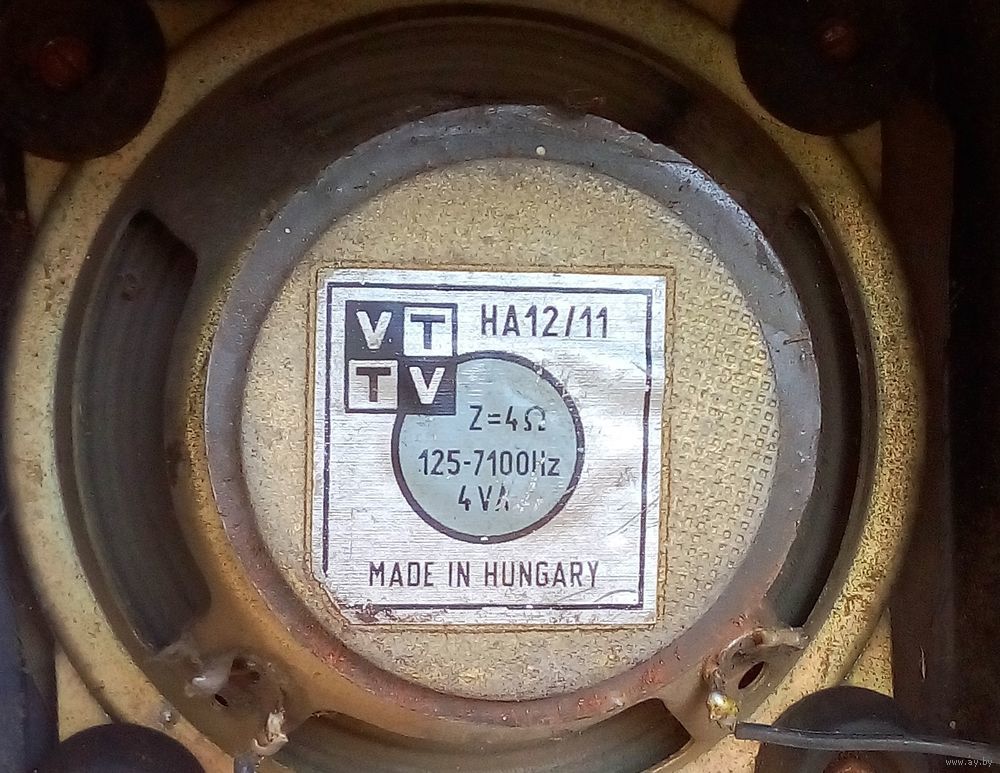 VT
TV
HA12/11
Z=4Ω
125-7100Hz
4VA
MADE IN HUNGARY
www.ay.by